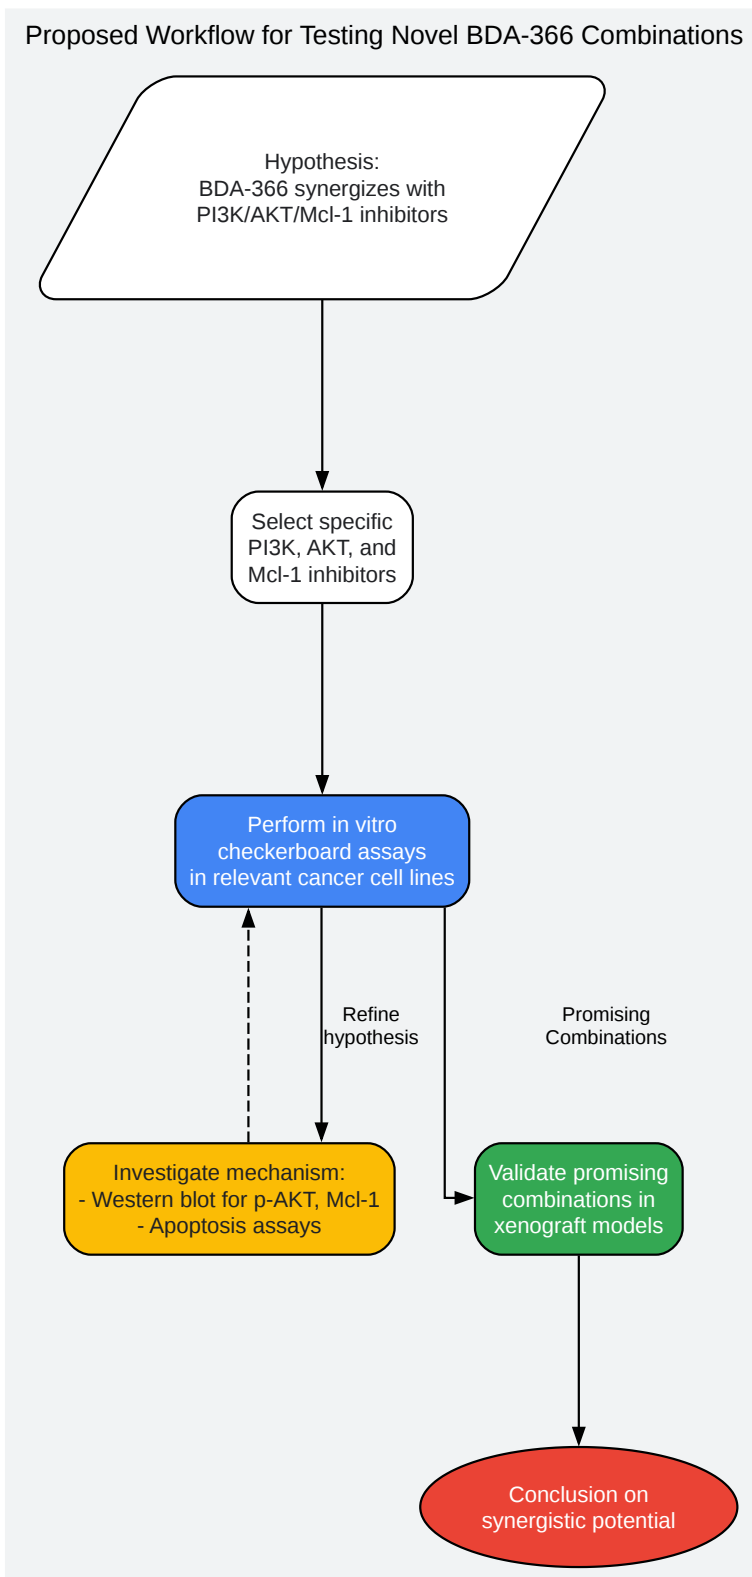 Proposed Workflow for Testing Novel BDA-366 Combinations
Hypothesis:
BDA-366 synergizes with
PI3K/AKT/Mcl-1 inhibitors
Select specific
PI3K, AKT, and
Mcl-1 inhibitors
Perform in vitro
checkerboard assays
in relevant cancer cell lines
Refine
hypothesis
Promising
Combinations
Investigate mechanism:
- Western blot for p-AKT, Mcl-1
- Apoptosis assays
Validate promising
combinations in
xenograft models
Conclusion on
synergistic potential